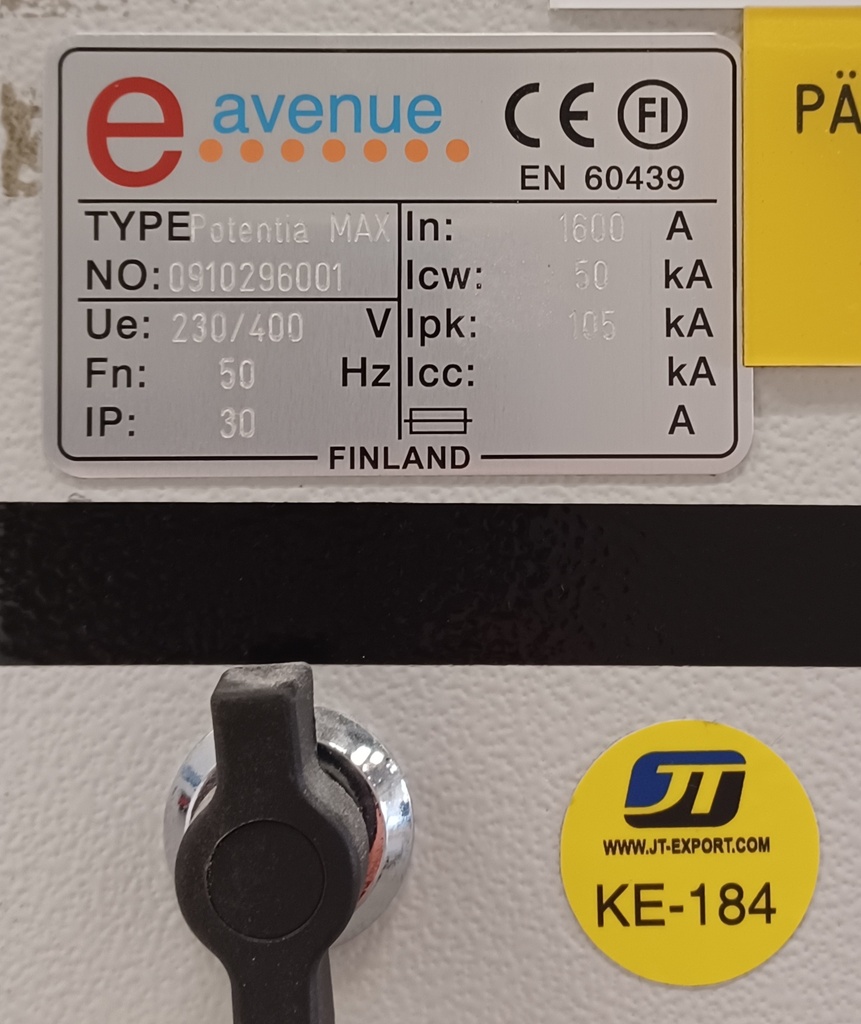 e avenue CE FI
EN 60439
TYPE Potentia MAX In: 1600 A
NO: 0910296001 Icw: 50 kA
Ue: 230/400 V Ipk: 105 kA
Fn: 50 Hz Icc: kA
IP: 30 A
FINLAND
PÄ
JT
WWW.JT-EXPORT.COM
KE-184